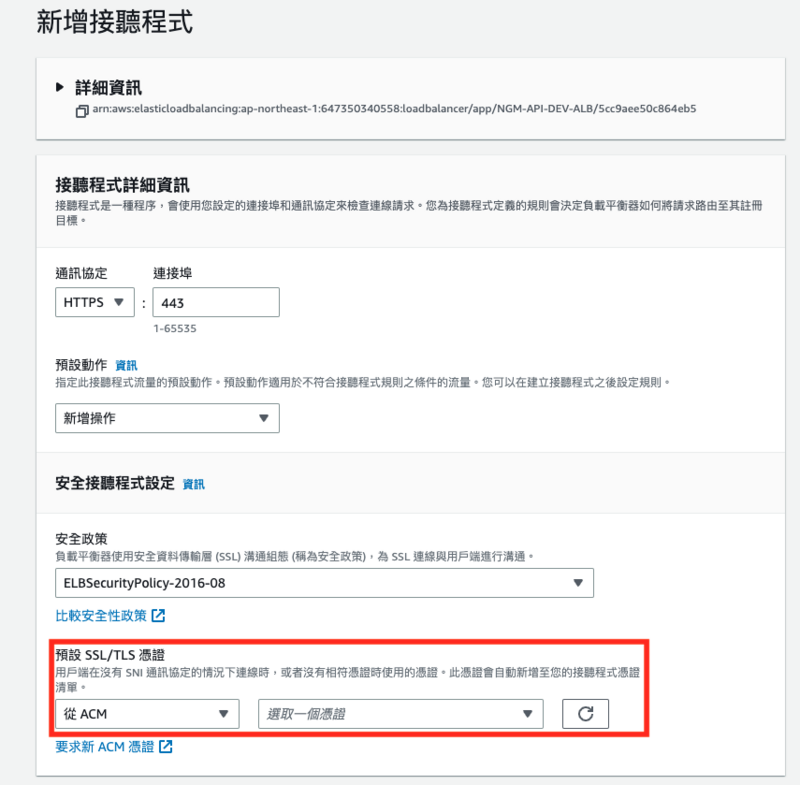 新增接聽程式
詳細資訊
arn:aws:elasticloadbalancing:ap-northeast-1:647350340558:loadbalancer/app/NGM-API-DEV-ALB/5cc9aee50c864eb5
接聽程式詳細資訊
接聽程式是一種程序，會使用您設定的連接埠和通訊協定來檢查連線請求。您為接聽程式定義的規則會決定負載平衡器如何將請求路由至其註冊
目標。
通訊協定 連接埠
HTTPS : 443
1-65535
預設動作 資訊
指定此接聽程式流量的預設動作。預設動作適用於不符合接聽程式規則之條件的流量。您可以在建立接聽程式之後設定規則。
新增操作
安全接聽程式設定 資訊
安全政策
負載平衡器使用安全資料傳輸層 (SSL) 溝通組態 (稱為安全政策)，為 SSL 連線與用戶端進行溝通。
ELBSecurityPolicy-2016-08
比較安全性政策
預設 SSL/TLS 憑證
用戶端在沒有 SNI 通訊協定的情況下連線時，或者沒有相符憑證時使用的憑證。此憑證會自動新增至您的接聽程式憑證
清單。
從 ACM 選取一個憑證
要求新 ACM 憑證